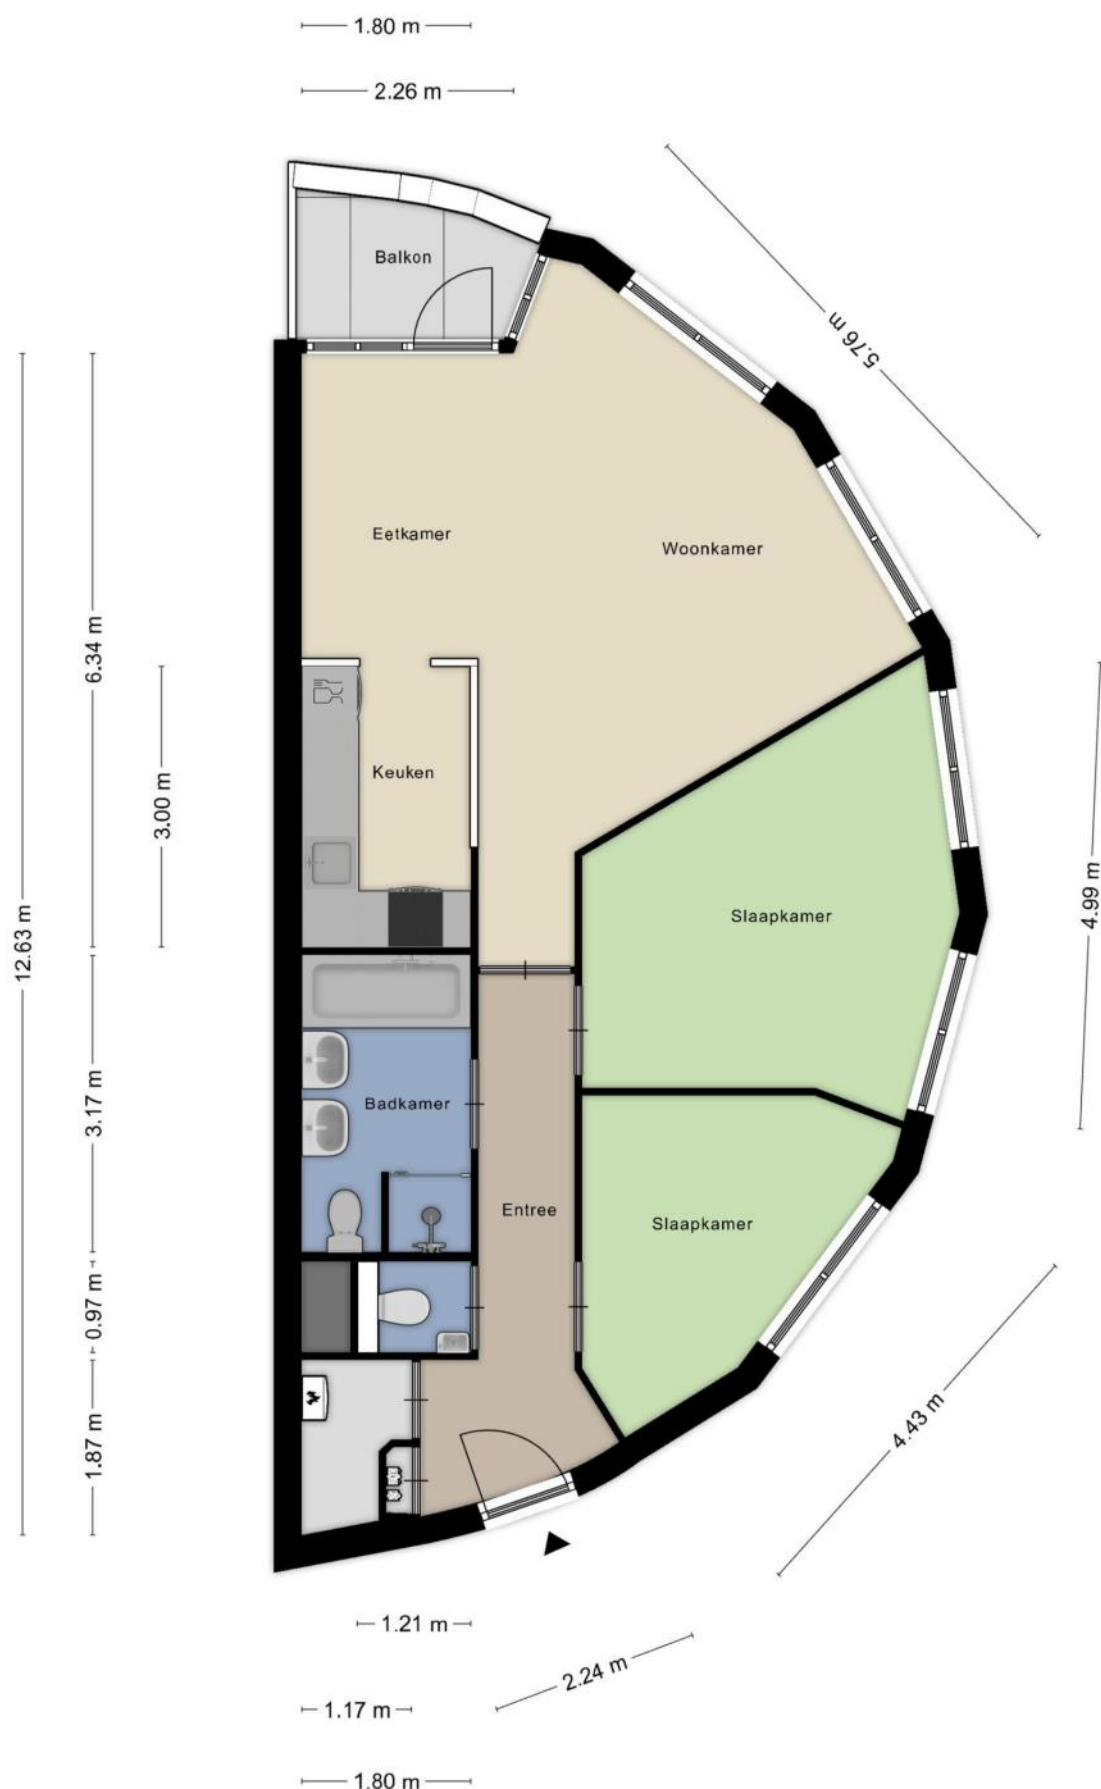 1.80 m
2.26 m
Balkon
5.76 m
Eetkamer
Woonkamer
6.34 m
Keuken
3.00 m
4.99 m
Slaapkamer
12.63 m
Badkamer
3.17 m
Entree
Slaapkamer
0.97 m
4.43 m
1.87 m
1.21 m
2.24 m
1.17 m
1.80 m